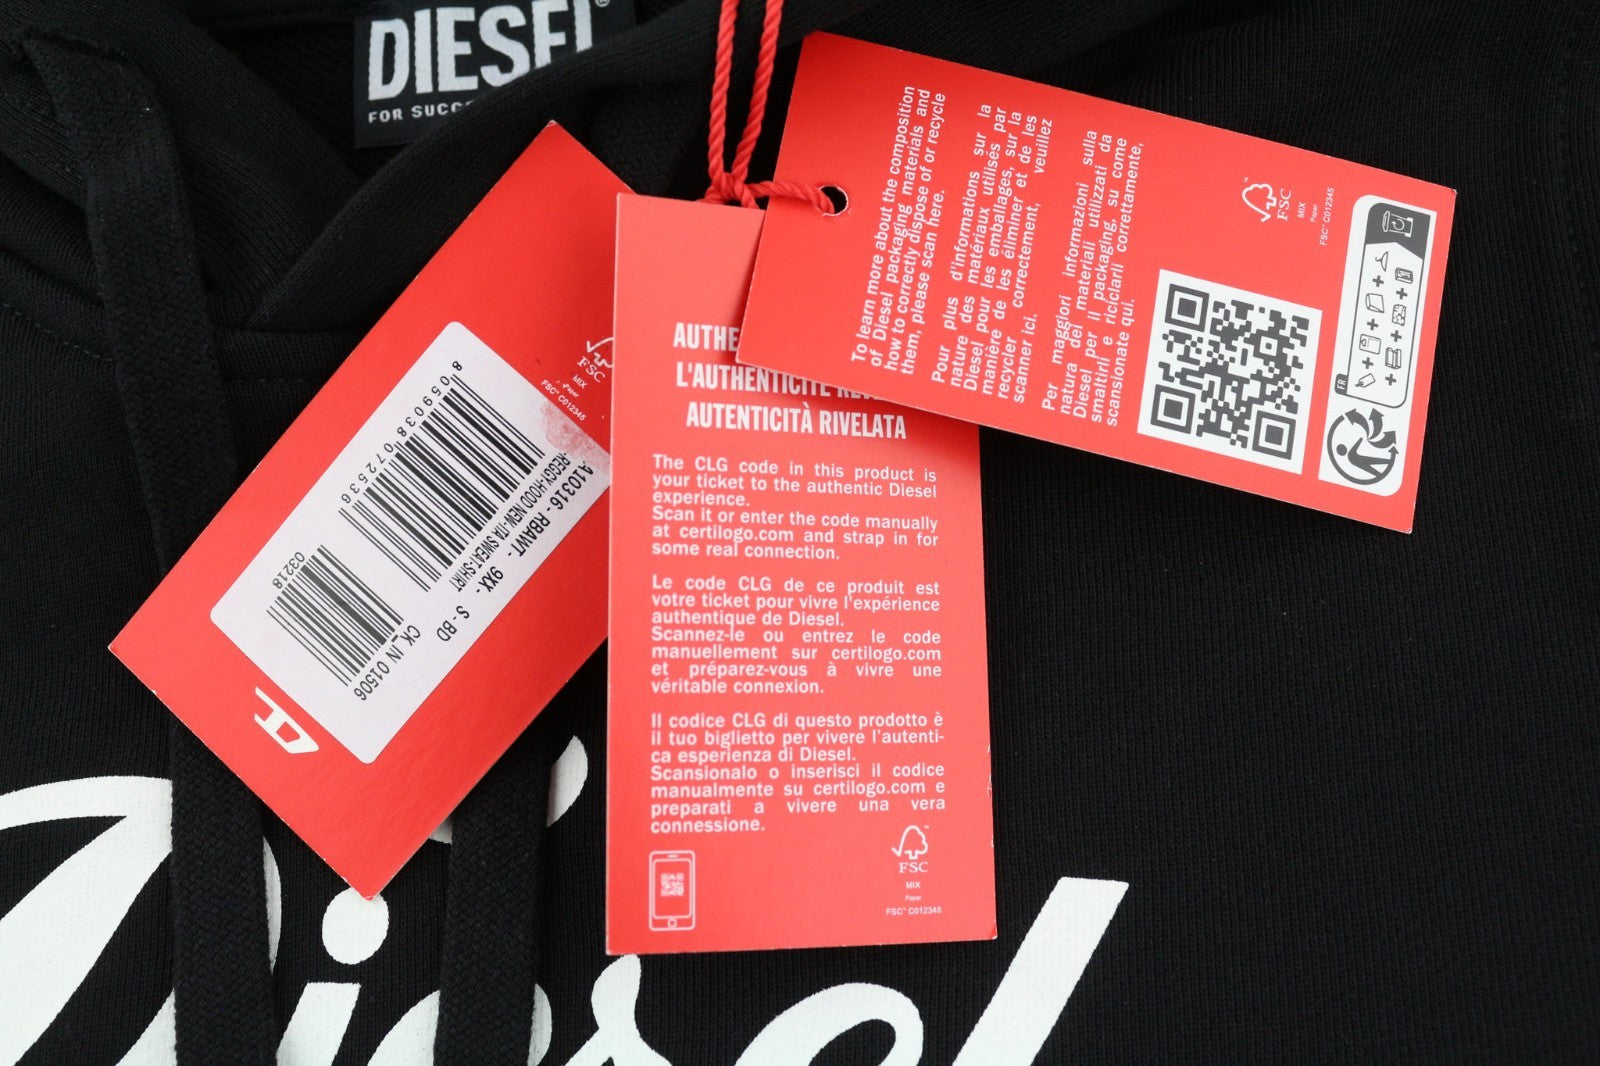 DIESEL
FOR SUCC
8 059038 072538
A10316 - RBAWT - 9XX - S - BD
-REGGY-HOOD NEW-ITA SWEAT-SHIRT
CK_IN 01506
03218
FSC
MIX
Paper
FSC™ C012345
AUTHE
L'AUTHENTICITÉ
AUTENTICITÀ RIVELATA
The CLG code in this product is
your ticket to the authentic Diesel
experience.
Scan it or enter the code manually
at certilogo.com and strap in for
some real connection.
Le code CLG de ce produit est
votre ticket pour vivre l'expérience
authentique de Diesel.
Scannez-le ou entrez le code
manuellement sur certilogo.com
et préparez-vous à vivre une
véritable connexion.
Il codice CLG di questo prodotto è
il tuo biglietto per vivere l'autenti-
ca esperienza di Diesel.
Scansionalo o inserisci il codice
manualmente su certilogo.com e
preparati a vivere una vera
connessione.
FSC
MIX
Paper
FSC™ C012345
To learn more about the composition
of Diesel packaging materials and
how to correctly dispose of or recycle
them, please scan here.
Pour plus d'informations sur la
nature des matériaux utilisés par
Diesel pour les emballages, sur la
manière de les éliminer et de les
recycler correctement, veuillez
scanner ici.
Per maggiori informazioni sulla
natura dei materiali utilizzati da
Diesel per il packaging, su come
smaltirli e riciclarli correttamente,
scansionate qui.
FSC
MIX
Paper
FSC™ C012345
FR
Diesel